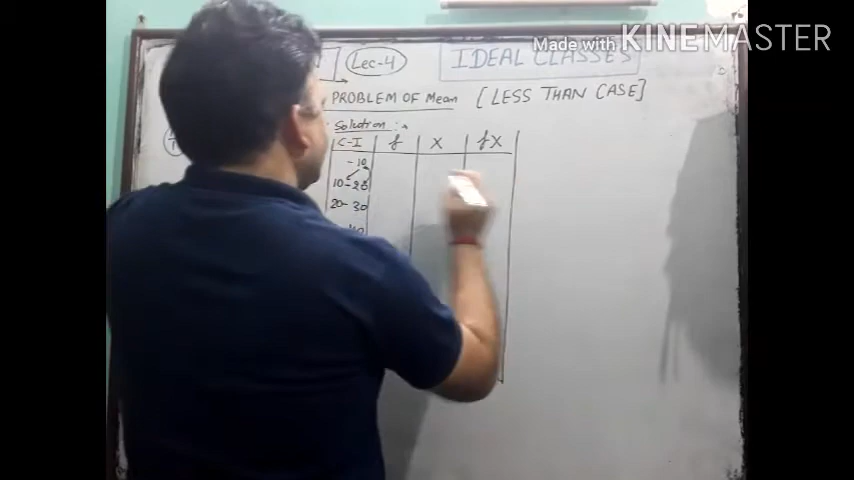 Made with KINEMASTER
Lec-4 IDEAL CLASSES
PROBLEM OF Mean [LESS THAN CASE]
Solution :-
C-I f X fX
-10
10-20
20-30
40